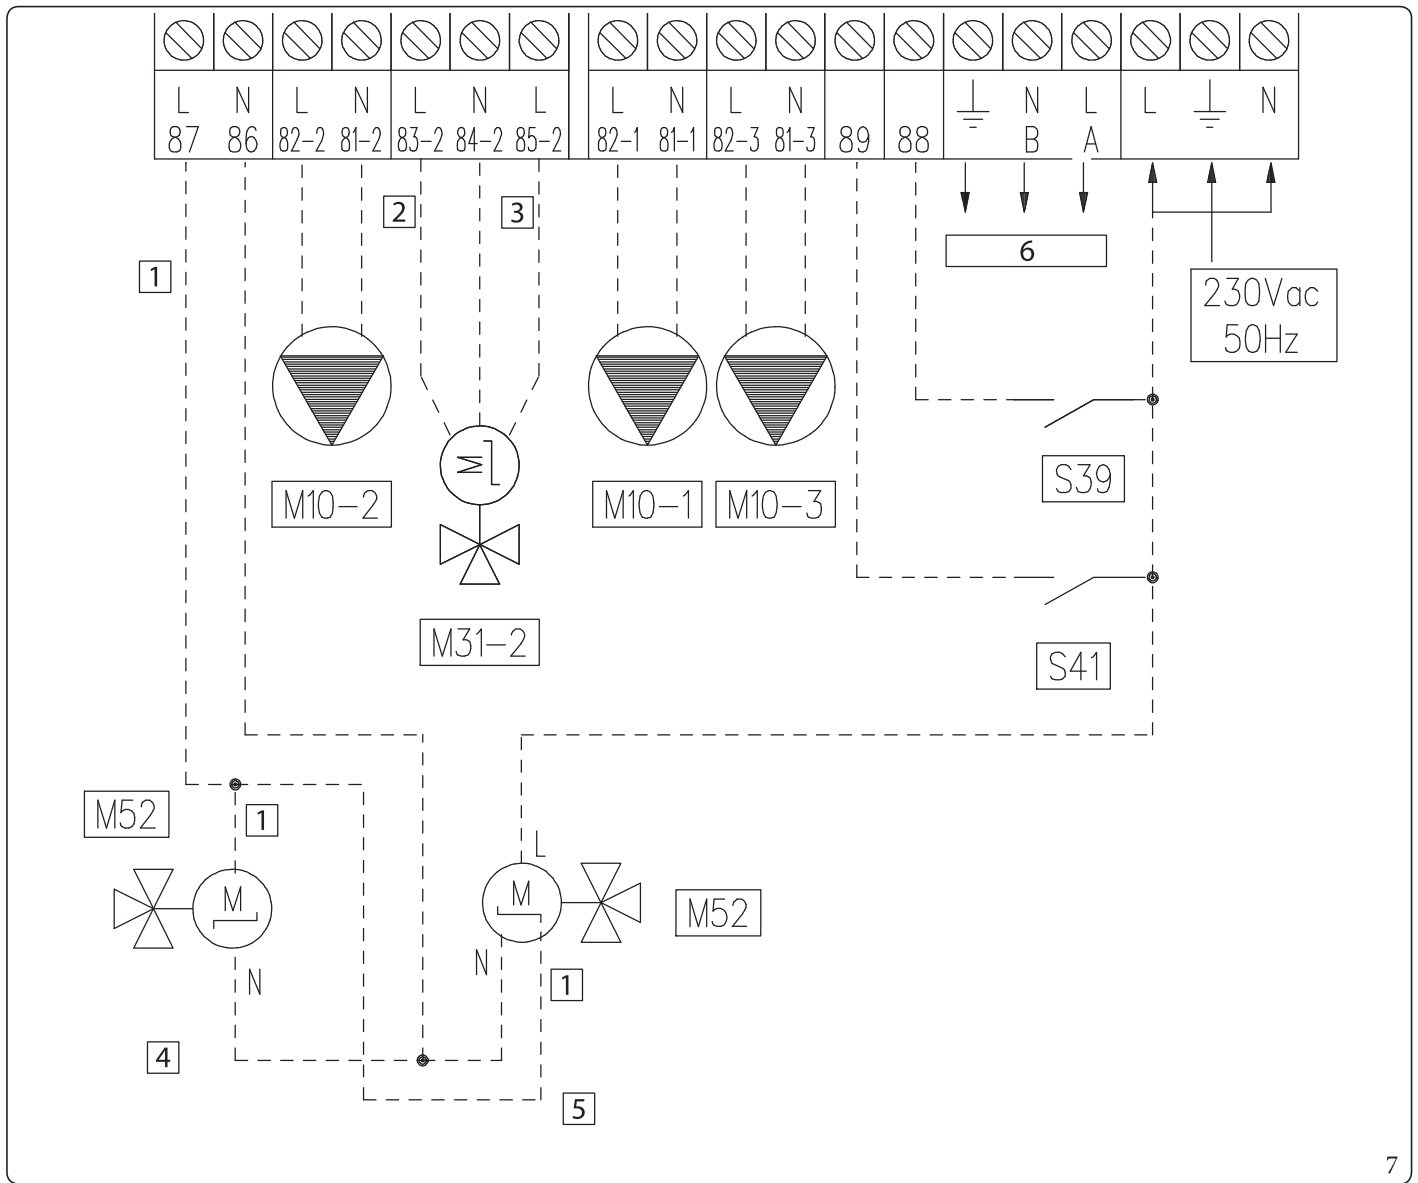 L N L N L N L L N L N N L L N
87 86 82-2 81-2 83-2 84-2 85-2 82-1 81-1 82-3 81-3 89 88 B A
2 3
6
1
230Vac
50Hz
S39
M10-2 M10-1 M10-3
M
M31-2
S41
M52
1
L
M M
M52
N N
1
4
5
7